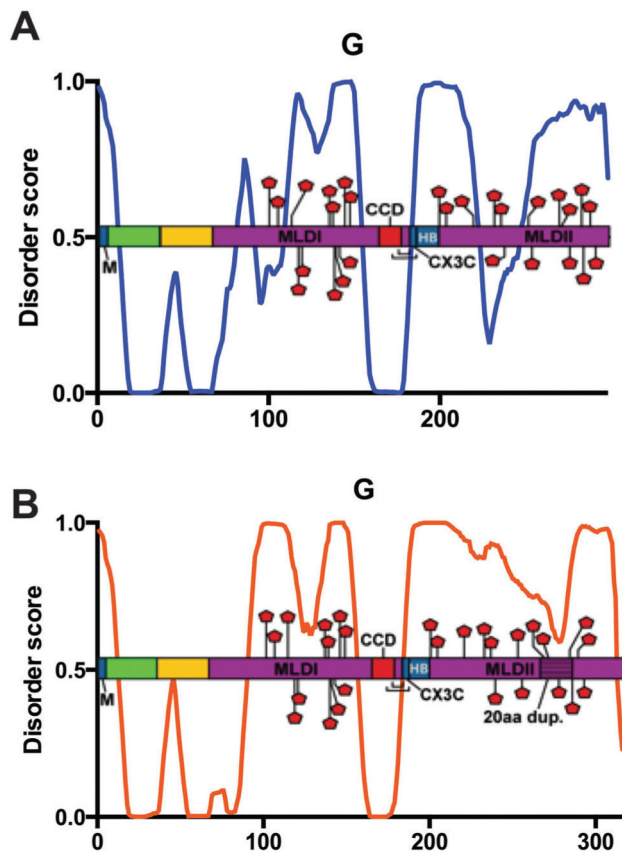 A
G
1.0
CCD
0.5
MLDI
HB
MLDII
M
CX3C
0.0
0
100
200
Disorder score
B
G
1.0
CCD
0.5
MLDI
HB
MLDII
M
CX3C
20aa dup.
0.0
0
100
200
300
Disorder score